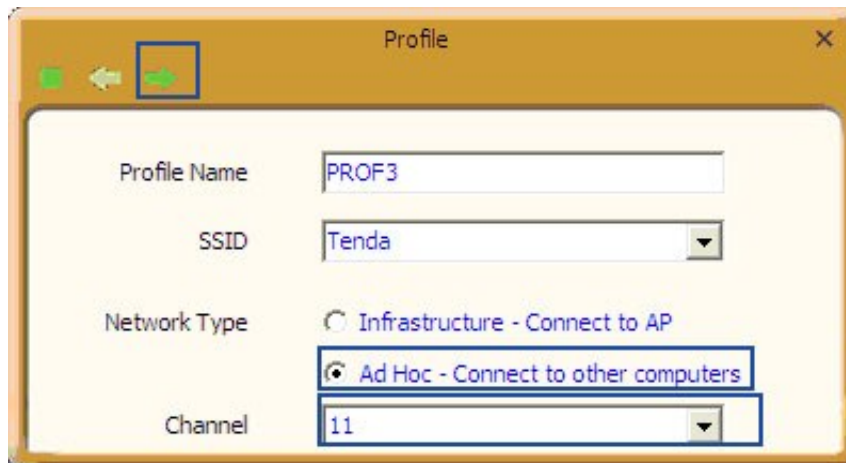 Profile
Profile Name PROF3
SSID Tenda
Network Type Infrastructure - Connect to AP
Ad Hoc - Connect to other computers
Channel 11